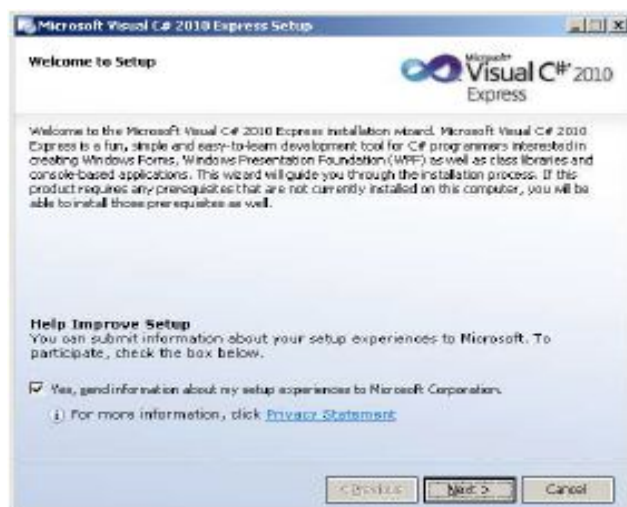 Microsoft Visual C# 2010 Express Setup
Welcome to Setup
Microsoft
Visual C# 2010
Express
Welcome to the Microsoft Visual C# 2010 Express installation wizard. Microsoft Visual C# 2010
Express is a fun, simple and easy-to-learn development tool for C# programmers interested in
creating Windows Forms, Windows Presentation Foundation (WPF) as well as class libraries and
console-based applications. This wizard will guide you through the installation process. If this
product requires any prerequisites that are not currently installed on this computer, you will be
able to install those prerequisites as well.
Help Improve Setup
You can submit information about your setup experiences to Microsoft. To
participate, check the box below.
Yes, send information about my setup experiences to Microsoft Corporation.
For more information, click Privacy Statement
< Previous Next > Cancel